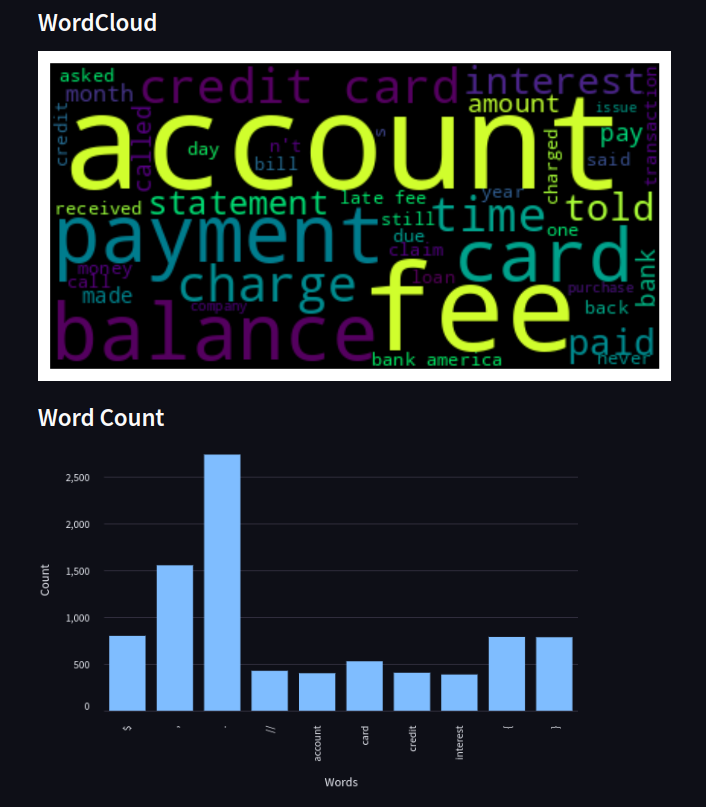 WordCloud
asked
month
credit card
interest
transaction
credit
called
account
amount
issue
day
n't
s
bill
charged
pay
said
received
statement
late fee
year
told
payment
still
time
one
due
claim
card
bank
money
call
made
charge
loan
fee
purchase
company
back
balance
paid
never
bank america
Word Count
2,500
2,000
1,500
1,000
500
0
Count
$
,
.
//
account
card
credit
interest
{
}
Words